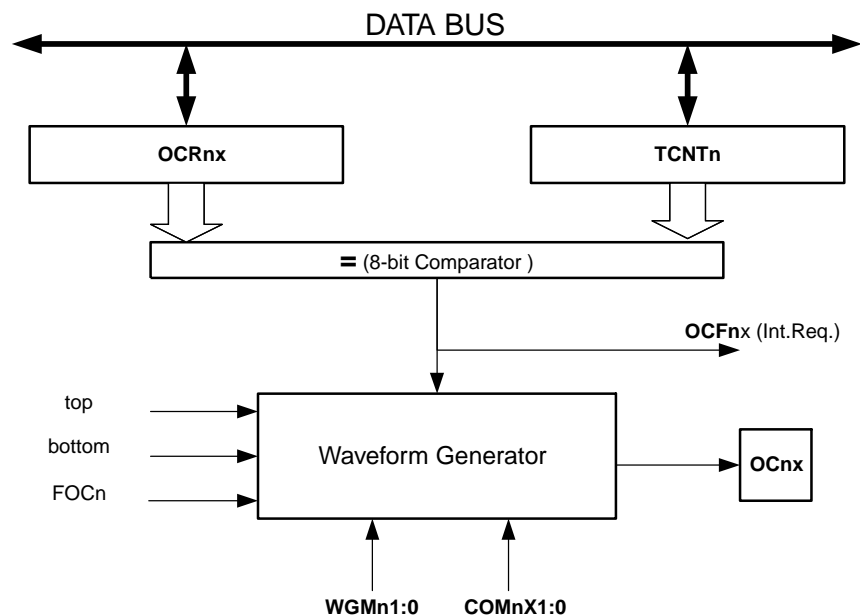 DATA BUS
OCRnx
TCNTn
= (8-bit Comparator )
OCFnx (Int.Req.)
top
bottom
FOCn
Waveform Generator
OCnx
WGMn1:0
COMnX1:0